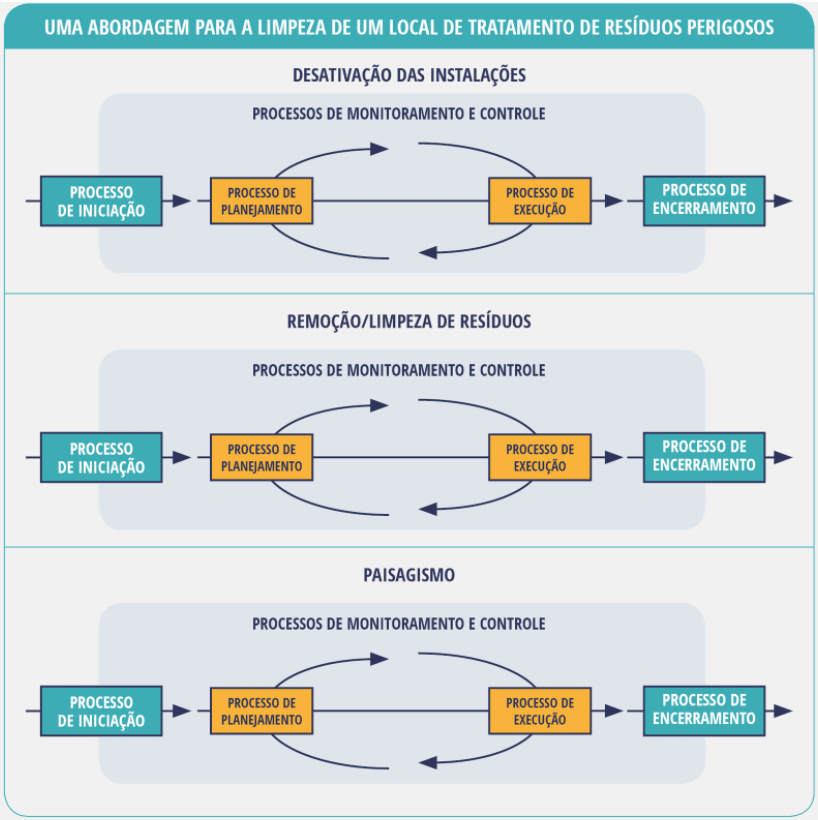 UMA ABORDAGEM PARA A LIMPEZA DE UM LOCAL DE TRATAMENTO DE RESÍDUOS PERIGOSOS
DESATIVAÇÃO DAS INSTALAÇÕES
PROCESSOS DE MONITORAMENTO E CONTROLE
PROCESSO
DE INICIAÇÃO
PROCESSO DE
PLANEJAMENTO
PROCESSO DE
EXECUÇÃO
PROCESSO DE
ENCERRAMENTO
REMOÇÃO/LIMPEZA DE RESÍDUOS
PROCESSOS DE MONITORAMENTO E CONTROLE
PROCESSO
DE INICIAÇÃO
PROCESSO DE
PLANEJAMENTO
PROCESSO DE
EXECUÇÃO
PROCESSO DE
ENCERRAMENTO
PAISAGISMO
PROCESSOS DE MONITORAMENTO E CONTROLE
PROCESSO
DE INICIAÇÃO
PROCESSO DE
PLANEJAMENTO
PROCESSO DE
EXECUÇÃO
PROCESSO DE
ENCERRAMENTO